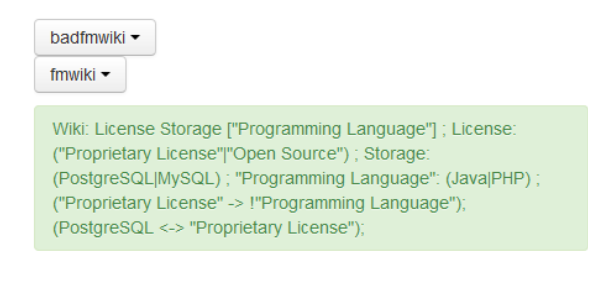 badfmwiki
fmwiki
Wiki: License Storage ["Programming Language"] ; License:
("Proprietary License"|"Open Source") ; Storage:
(PostgreSQL|MySQL) ; "Programming Language": (Java|PHP) ;
("Proprietary License" -> !"Programming Language");
(PostgreSQL <-> "Proprietary License");